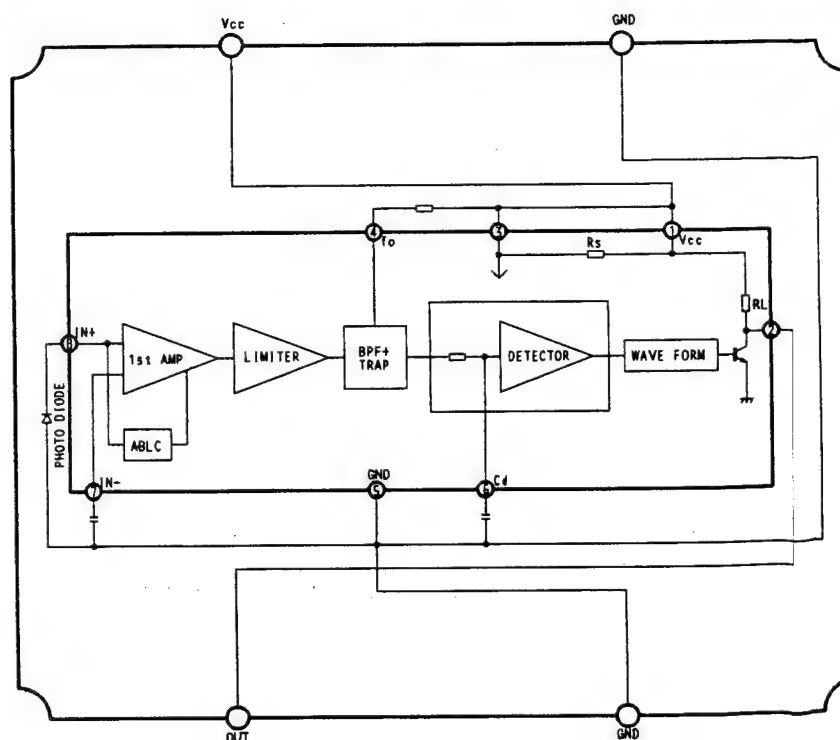 Vcc
GND
4
To
3
1
Vcc
Rs
RL
2
8
IN+
1st AMP
LIMITER
BPF+
TRAP
DETECTOR
WAVE FORM
ABLC
PHOTO DIODE
7
IN-
GND
5
6
Cd
OUT
GND